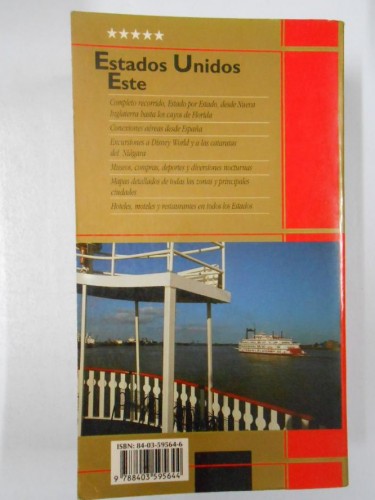 ★★★★★
Estados Unidos
Este
Completo recorrido, Estado por Estado, desde Nueva
Inglaterra hasta los cayos de Florida
Conexiones aéreas desde España
Excursiones a Disney World y a las cataratas
del Niágara
Museos, compras, deportes y diversiones nocturnas
Mapas detallados de todas las zonas y principales
ciudades
Hoteles, moteles y restaurantes en todos los Estados
ISBN: 84-03-59564-6
9 788403 595644